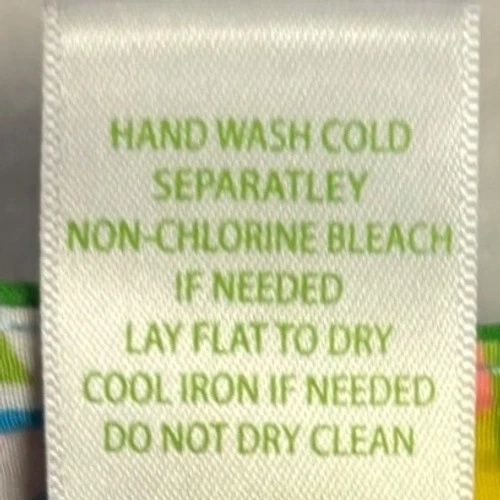 HAND WASH COLD
SEPARATLEY
NON-CHLORINE BLEACH
IF NEEDED
LAY FLAT TO DRY
COOL IRON IF NEEDED
DO NOT DRY CLEAN